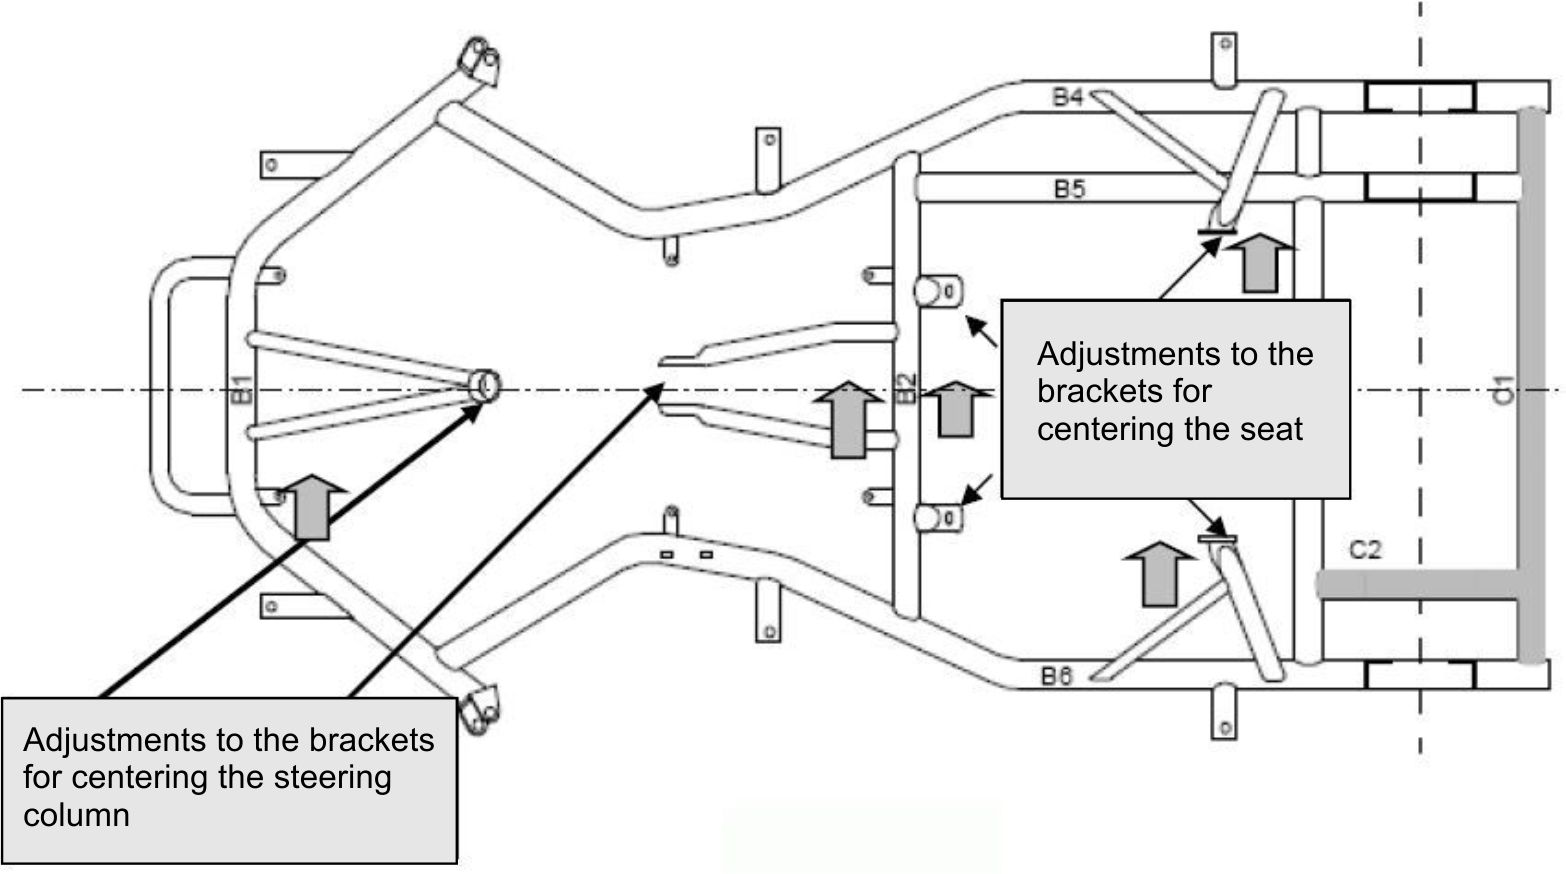 B4
B5
B1
B2
C1
Adjustments to the
brackets for
centering the seat
C2
B6
Adjustments to the brackets
for centering the steering
column